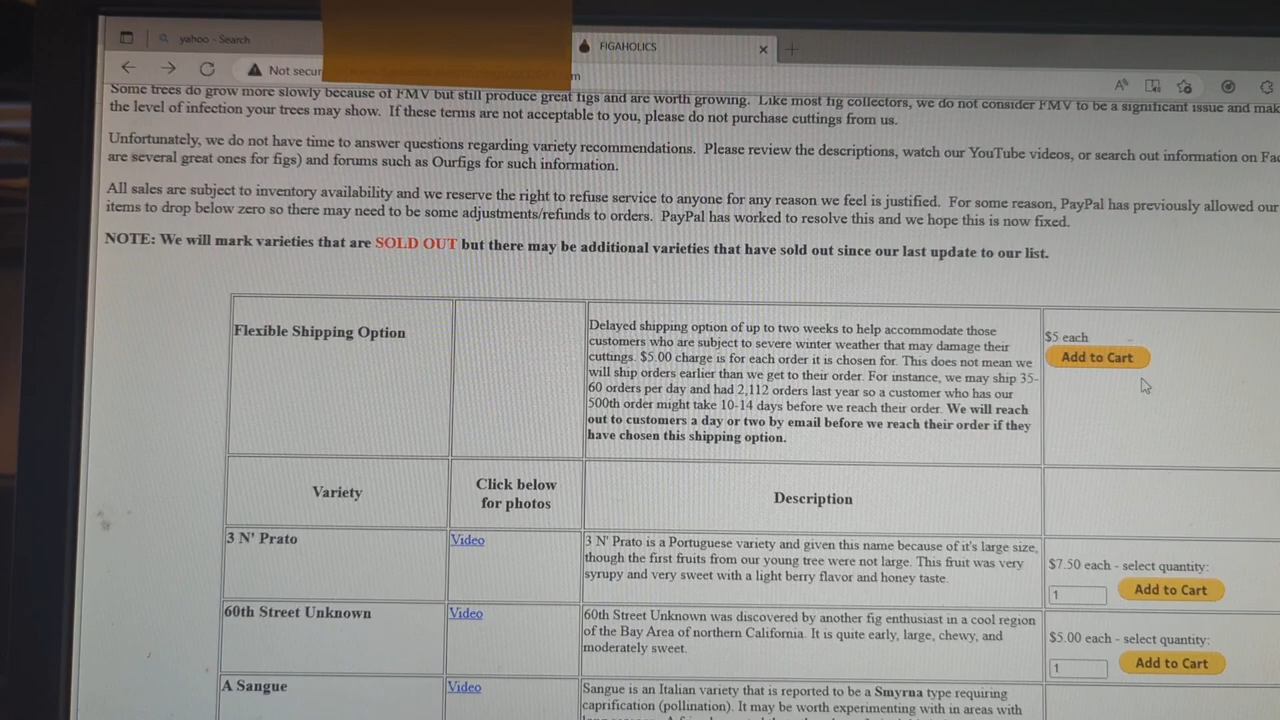 yahoo - Search
FIGAHOLICS
Not secur
m
Some trees do grow more slowly because of FMV but still produce great figs and are worth growing. Like most fig collectors, we do not consider FMV to be a significant issue and mak
the level of infection your trees may show. If these terms are not acceptable to you, please do not purchase cuttings from us.
Unfortunately, we do not have time to answer questions regarding variety recommendations. Please review the descriptions, watch our YouTube videos, or search out information on Fac
are several great ones for figs) and forums such as Ourfigs for such information.
All sales are subject to inventory availability and we reserve the right to refuse service to anyone for any reason we feel is justified. For some reason, PayPal has previously allowed our
items to drop below zero so there may need to be some adjustments/refunds to orders. PayPal has worked to resolve this and we hope this is now fixed.
NOTE: We will mark varieties that are SOLD OUT but there may be additional varieties that have sold out since our last update to our list.
Flexible Shipping Option
Delayed shipping option of up to two weeks to help accommodate those
customers who are subject to severe winter weather that may damage their
cuttings. $5.00 charge is for each order it is chosen for. This does not mean we
will ship orders earlier than we get to their order. For instance, we may ship 35-
60 orders per day and had 2,112 orders last year so a customer who has our
500th order might take 10-14 days before we reach their order. We will reach
out to customers a day or two by email before we reach their order if they
have chosen this shipping option.
$5 each
Add to Cart
Variety
Click below
for photos
Description
3 N' Prato
Video
3 N' Prato is a Portuguese variety and given this name because of it's large size,
though the first fruits from our young tree were not large. This fruit was very
syrupy and very sweet with a light berry flavor and honey taste.
$7.50 each - select quantity:
1
Add to Cart
60th Street Unknown
Video
60th Street Unknown was discovered by another fig enthusiast in a cool region
of the Bay Area of northern California. It is quite early, large, chewy, and
moderately sweet.
$5.00 each - select quantity:
1
Add to Cart
A Sangue
Video
Sangue is an Italian variety that is reported to be a Smyrna type requiring
caprification (pollination). It may be worth experimenting with in areas with